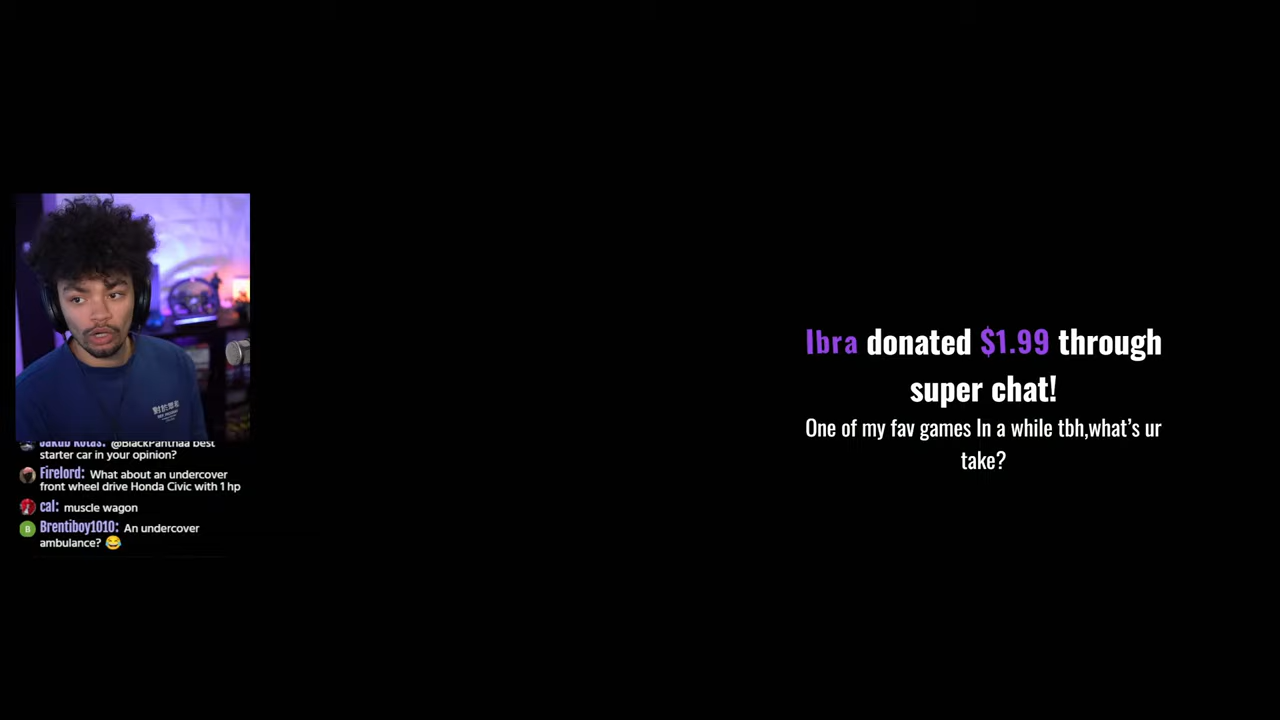 Ibra donated $1.99 through
super chat!
One of my fav games In a while tbh,what's ur
take?
Jakub Kotas: @BlackPanthaa best
starter car in your opinion?
Firelord: What about an undercover
front wheel drive Honda Civic with 1 hp
cal: muscle wagon
Brentiboy1010: An undercover
ambulance? 😂